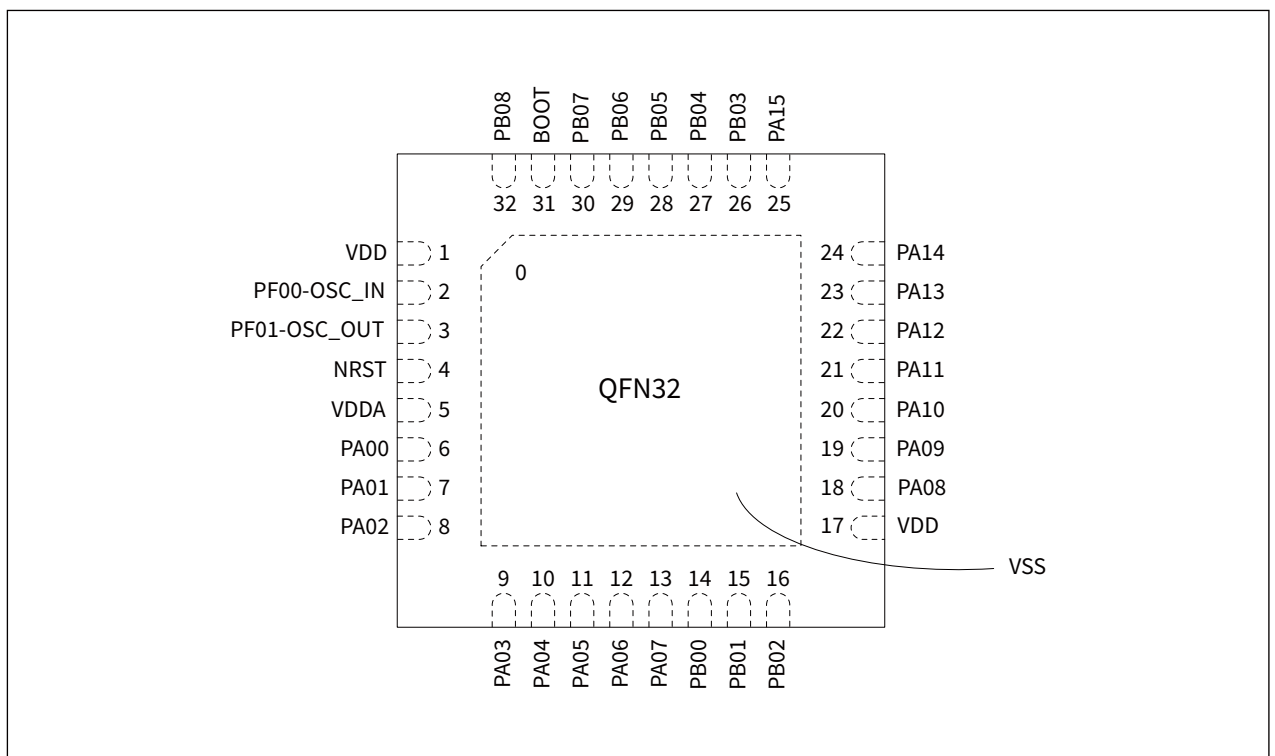 PB08 BOOT PB07 PB06 PB05 PB04 PB03 PA15
32 31 30 29 28 27 26 25
VDD 1
PF00-OSC_IN 2
PF01-OSC_OUT 3
NRST 4
VDDA 5
PA00 6
PA01 7
PA02 8
0
QFN32
24 PA14
23 PA13
22 PA12
21 PA11
20 PA10
19 PA09
18 PA08
17 VDD
VSS
9 10 11 12 13 14 15 16
PA03 PA04 PA05 PA06 PA07 PB00 PB01 PB02